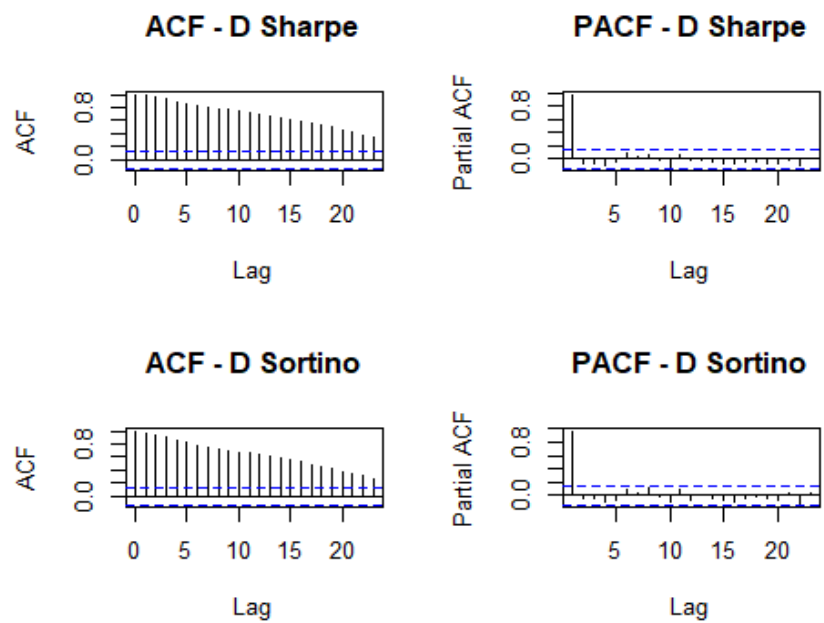 ACF - D Sharpe
ACF
0.0 0.8
0 5 10 15 20
Lag
PACF - D Sharpe
Partial ACF
0.0 0.8
5 10 15 20
Lag
ACF - D Sortino
ACF
0.0 0.8
0 5 10 15 20
Lag
PACF - D Sortino
Partial ACF
0.0 0.8
5 10 15 20
Lag